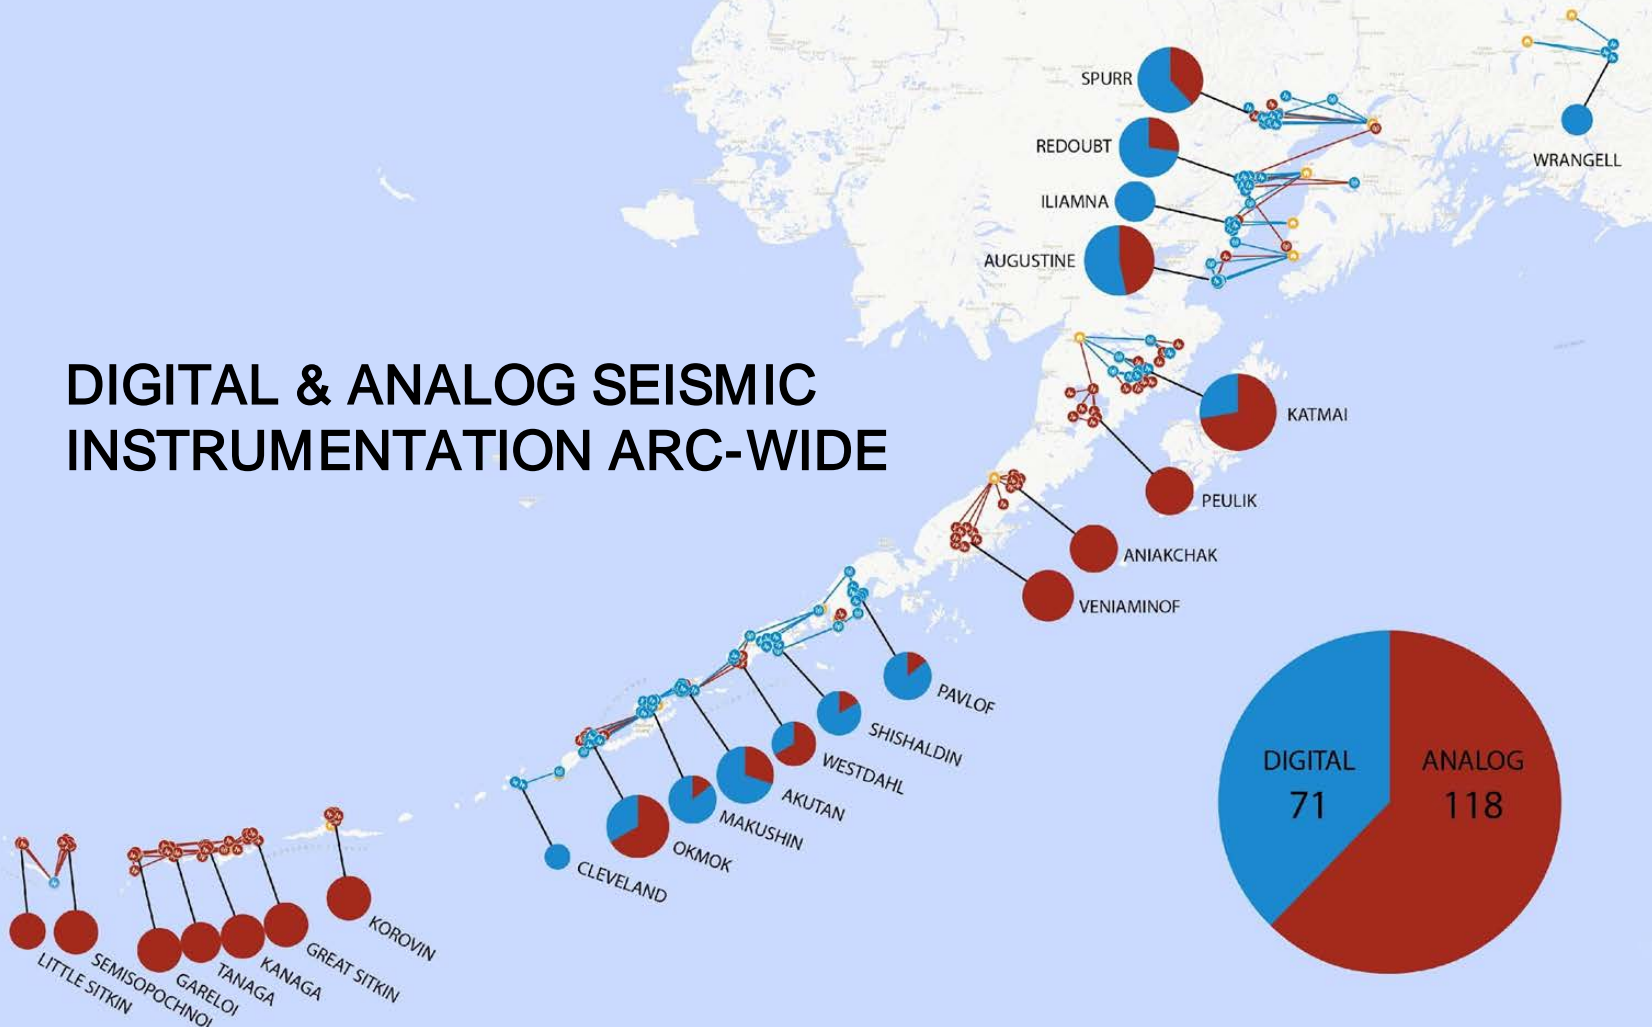 SPURR
WRANGELL
REDOUBT
ILIAMNA
AUGUSTINE
DIGITAL & ANALOG SEISMIC
INSTRUMENTATION ARC-WIDE
KATMAI
PEULIK
ANIAKCHAK
VENIAMINOF
PAVLOF
SHISHALDIN
WESTDAHL
AKUTAN
MAKUSHIN
OKMOK
CLEVELAND
KOROVIN
GREAT SITKIN
KANAGA
TANAGA
GARELOI
SEMISOPOCHNOI
LITTLE SITKIN
DIGITAL
71
ANALOG
118